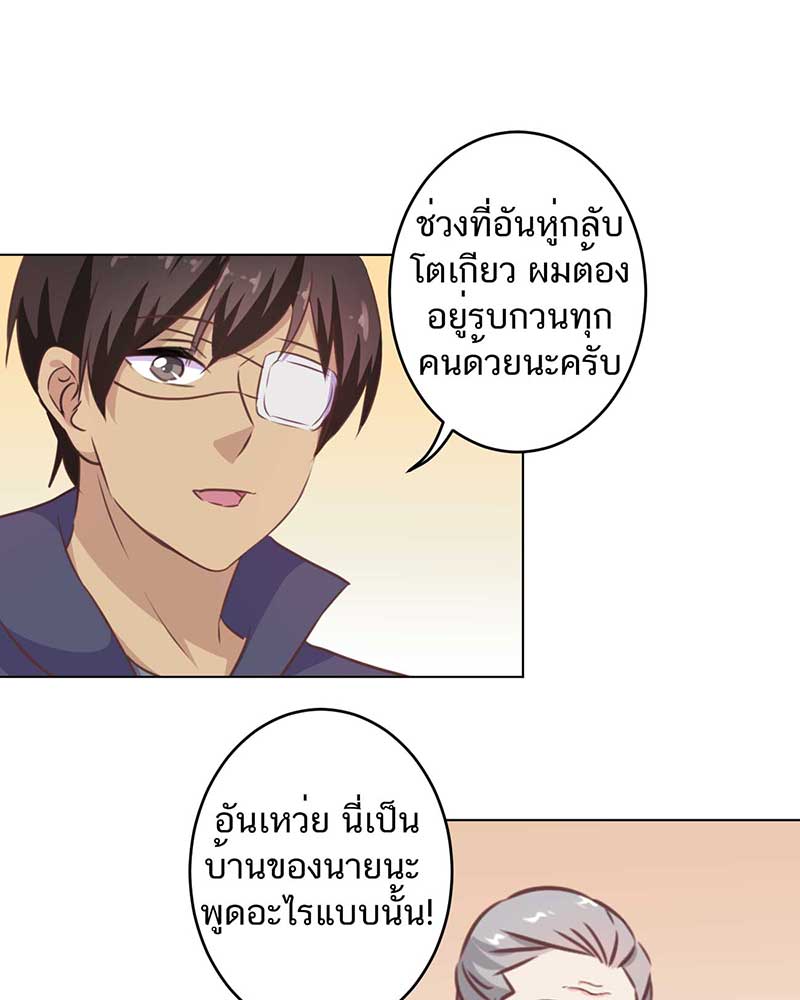 ช่วงที่อันหู่กลับ
โตเกียว ผมต้อง
อยู่รบกวนทุก
คนด้วยนะครับ
อันเหว่ย นี่เป็น
บ้านของนายนะ
พูดอะไรแบบนั้น!